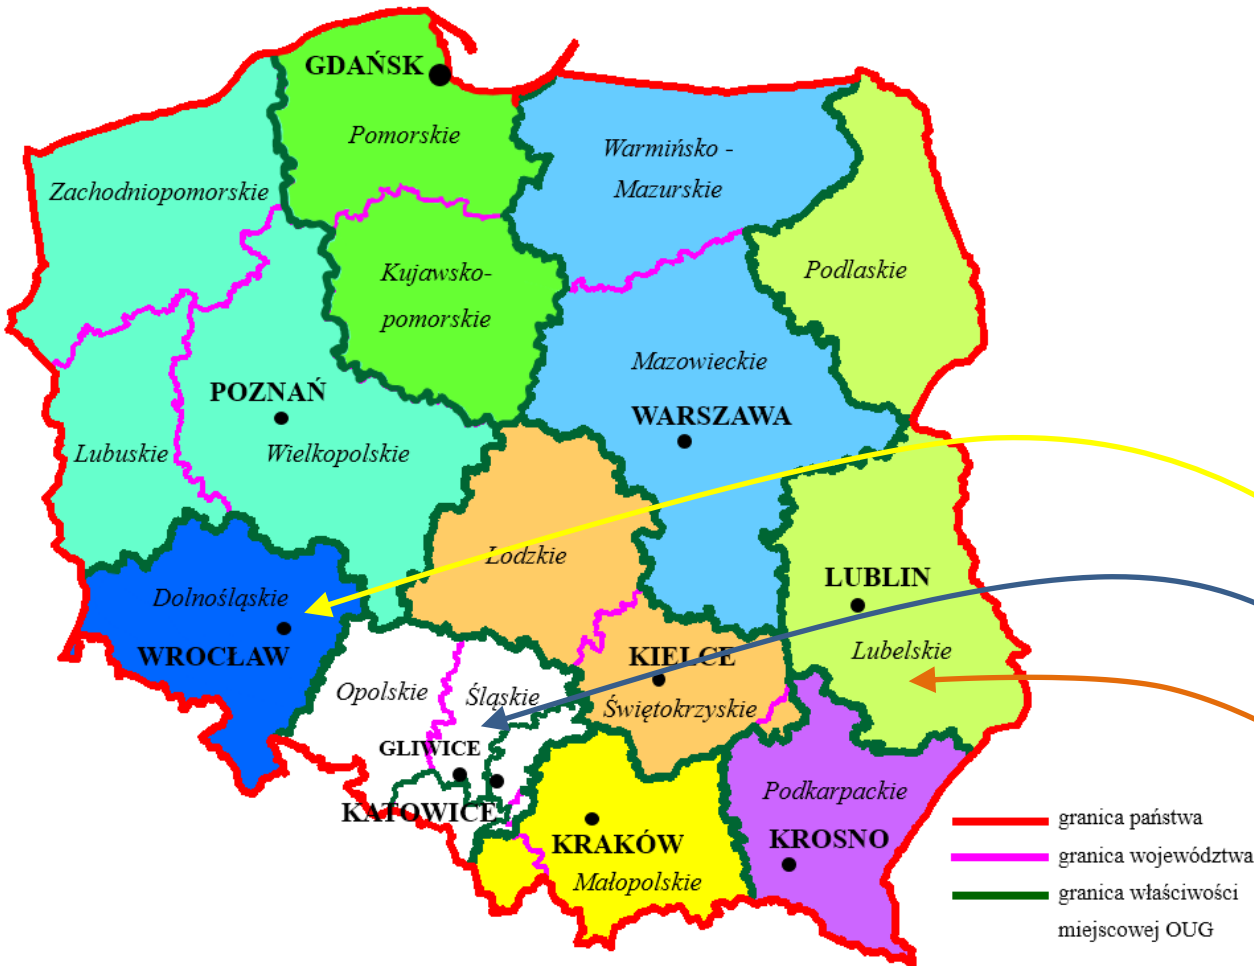 GDAŃSK
Pomorskie
Warmińsko -
Mazurskie
Zachodniopomorskie
Podlaskie
Kujawsko-
pomorskie
Mazowieckie
POZNAŃ
WARSZAWA
Lubuskie
Wielkopolskie
Łodzkie
LUBLIN
Dolnośląskie
WROCŁAW
KIELCE
Lubelskie
Opolskie
Śląskie
Świętokrzyskie
GLIWICE
KATOWICE
Podkarpackie
KRAKÓW
KROSNO
Małopolskie
granica państwa
granica województwa
granica właściwości
miejscowej OUG